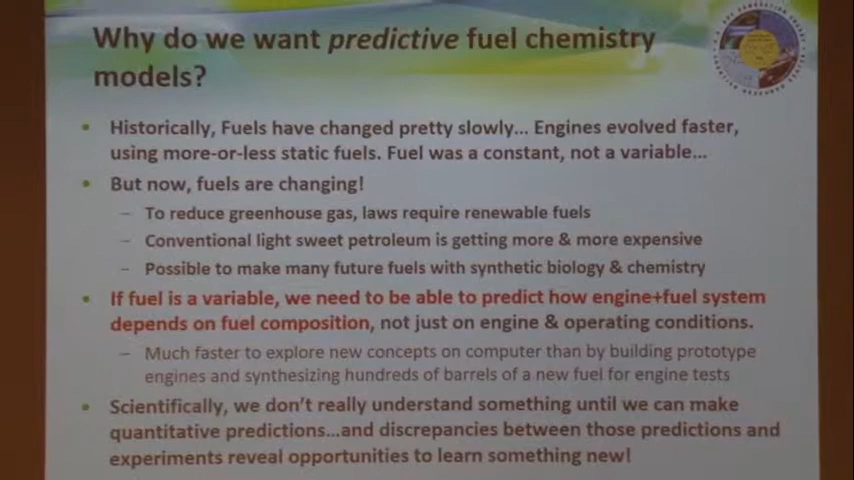 Why do we want predictive fuel chemistry
models?
• Historically, Fuels have changed pretty slowly... Engines evolved faster,
using more-or-less static fuels. Fuel was a constant, not a variable...
• But now, fuels are changing!
– To reduce greenhouse gas, laws require renewable fuels
– Conventional light sweet petroleum is getting more & more expensive
– Possible to make many future fuels with synthetic biology & chemistry
• If fuel is a variable, we need to be able to predict how engine+fuel system
depends on fuel composition, not just on engine & operating conditions.
– Much faster to explore new concepts on computer than by building prototype
engines and synthesizing hundreds of barrels of a new fuel for engine tests
• Scientifically, we don't really understand something until we can make
quantitative predictions...and discrepancies between those predictions and
experiments reveal opportunities to learn something new!